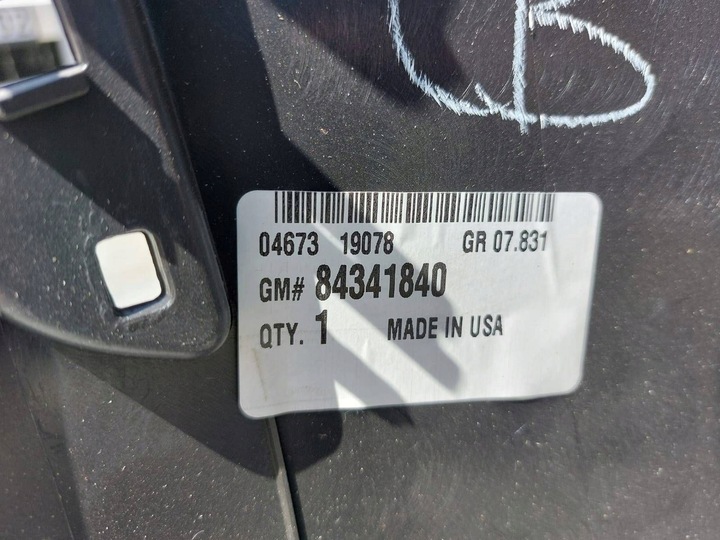 B
04673 19078 GR 07.831
GM# 84341840
QTY. 1 MADE IN USA